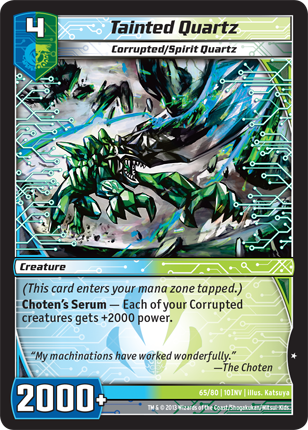 4
Tainted Quartz
Corrupted/Spirit Quartz
Creature
(This card enters your mana zone tapped.)
Choten's Serum — Each of your Corrupted
creatures gets +2000 power.
"My machinations have worked wonderfully."
—The Choten
2000+
65/80 | 10INV | Illus. Katsuya
TM & © 2013 Wizards of the Coast/Shogakukan/Mitsui-Kids